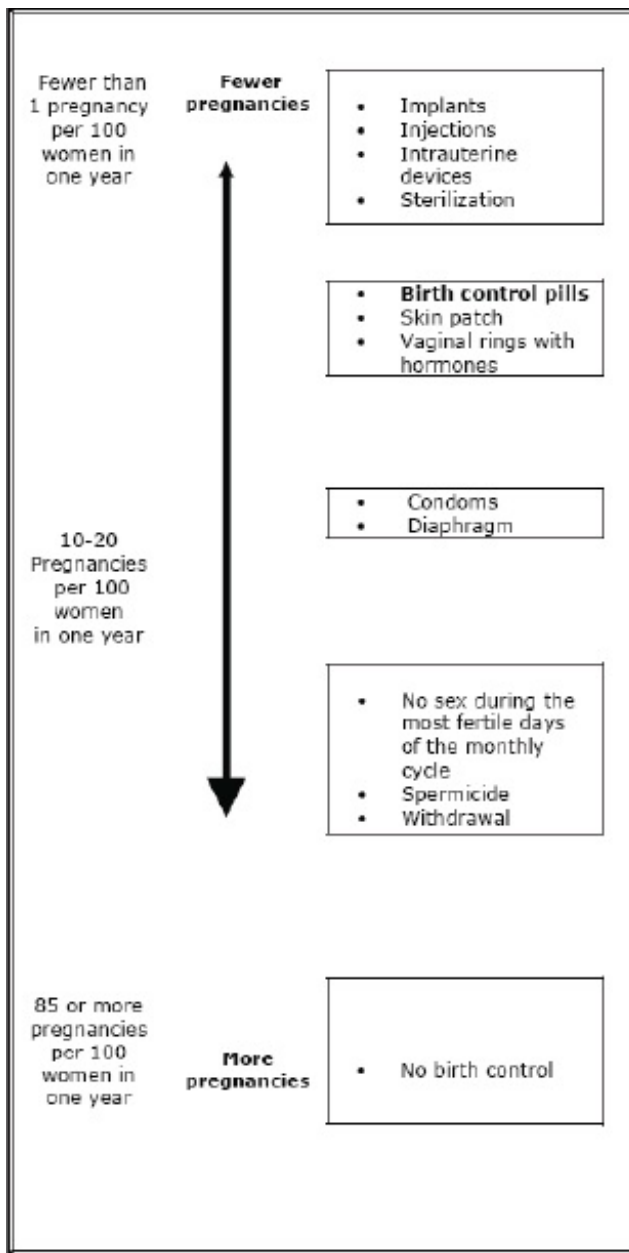 Fewer than
1 pregnancy
per 100
women in
one year
Fewer
pregnancies
• Implants
• Injections
• Intrauterine
devices
• Sterilization
• Birth control pills
• Skin patch
• Vaginal rings with
hormones
• Condoms
• Diaphragm
10-20
Pregnancies
per 100
women
in one year
• No sex during the
most fertile days
of the monthly
cycle
• Spermicide
• Withdrawal
85 or more
pregnancies
per 100
women in
one year
More
pregnancies
• No birth control